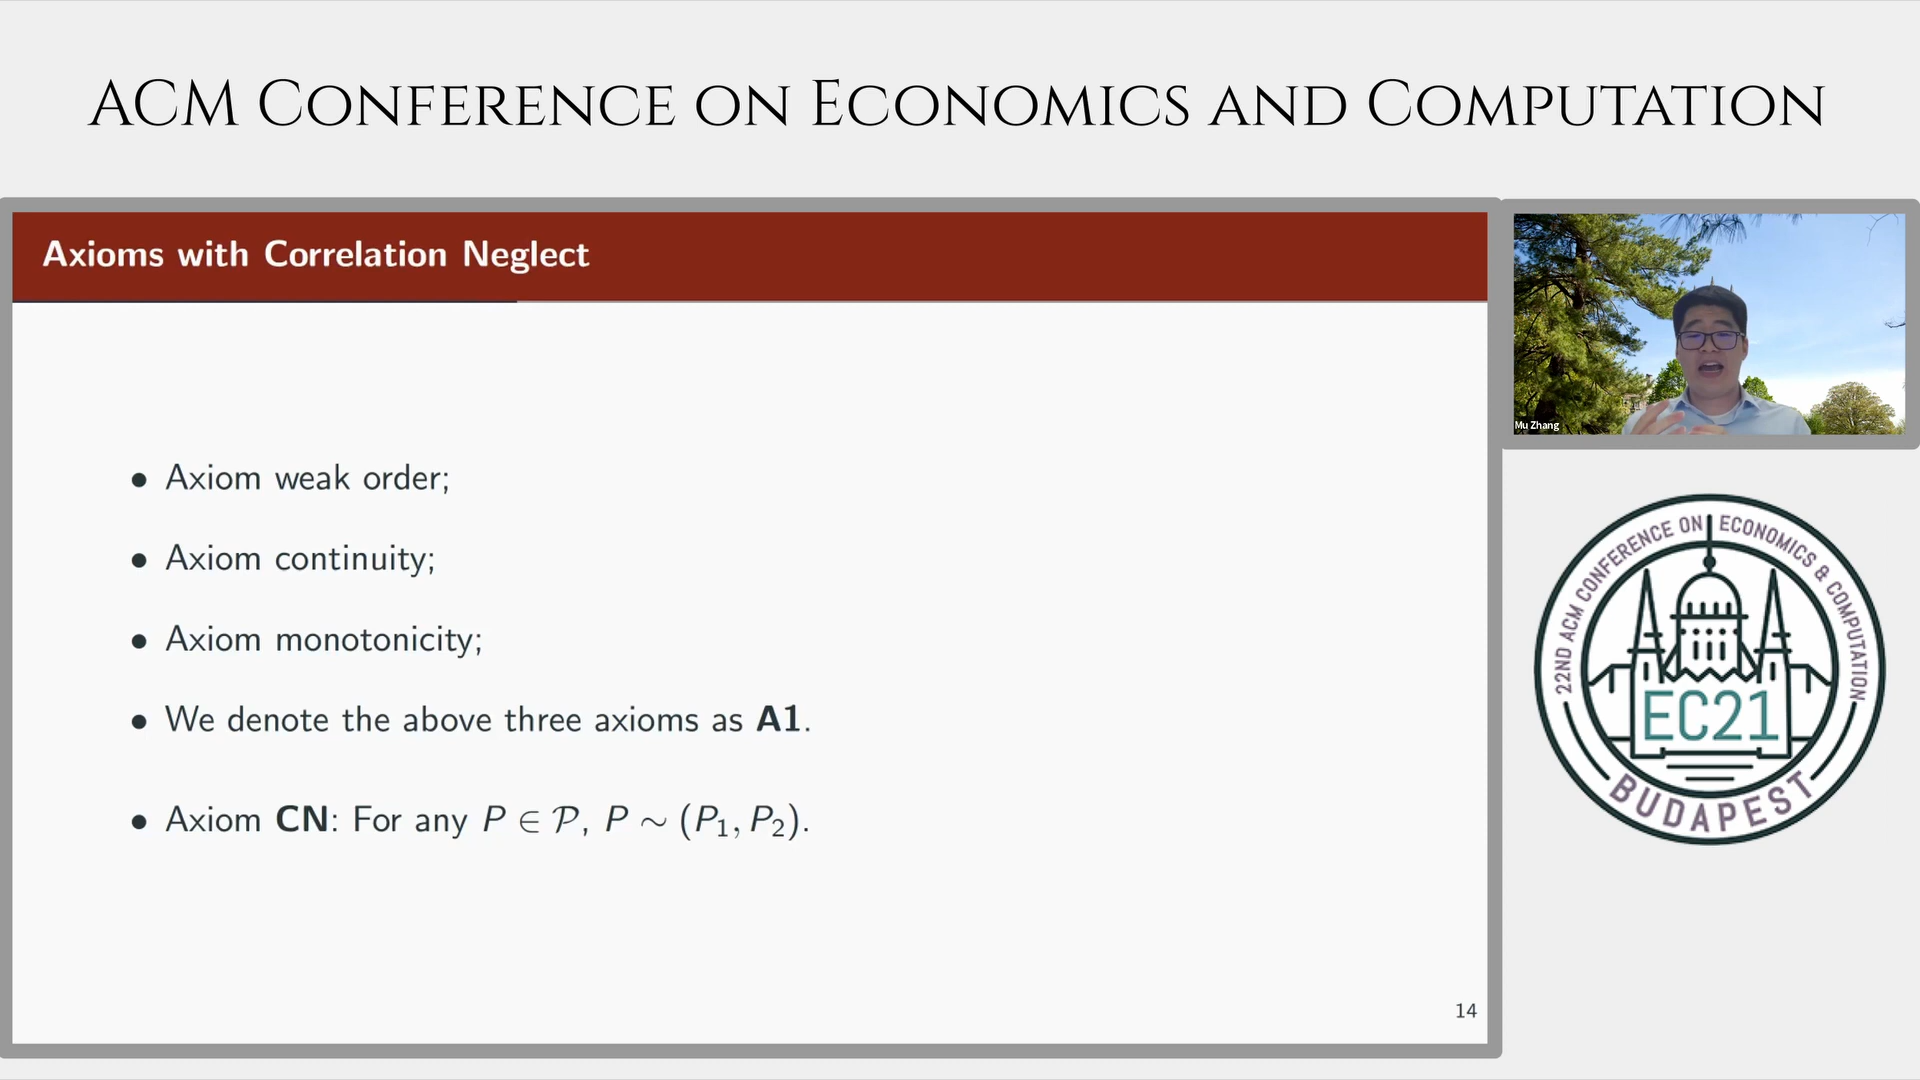 ACM Conference on Economics and Computation
Axioms with Correlation Neglect
• Axiom weak order;
• Axiom continuity;
• Axiom monotonicity;
• We denote the above three axioms as A1.
• Axiom CN: For any P ∈ 𝒫, P ∼ (P₁, P₂).
14
Mu Zhang
22ND ACM CONFERENCE ON ECONOMICS & COMPUTATION
EC21
BUDAPEST